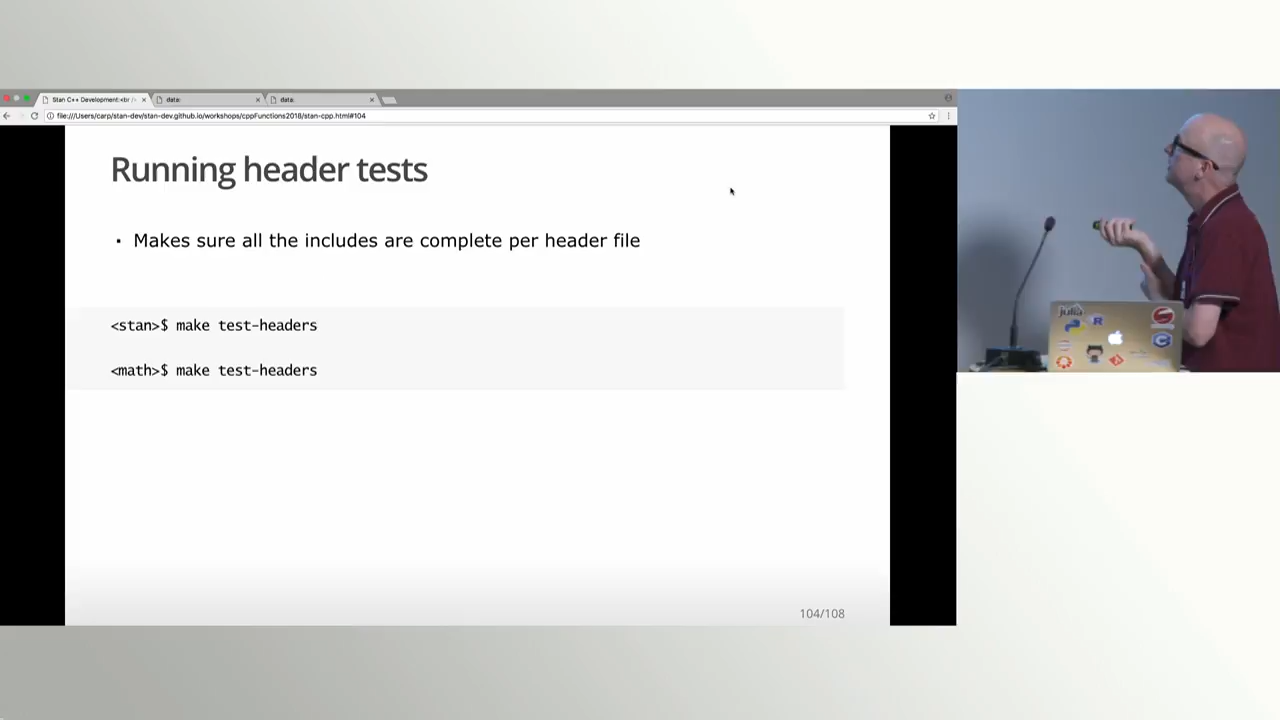 Stan C++ Development:<br /
data:
data:
file:///Users/carp/stan-dev/stan-dev.github.io/workshops/cppFunctions2018/stan-cpp.html#104
Running header tests
▪ Makes sure all the includes are complete per header file
<stan>$ make test-headers
<math>$ make test-headers
104/108
julia
R
C